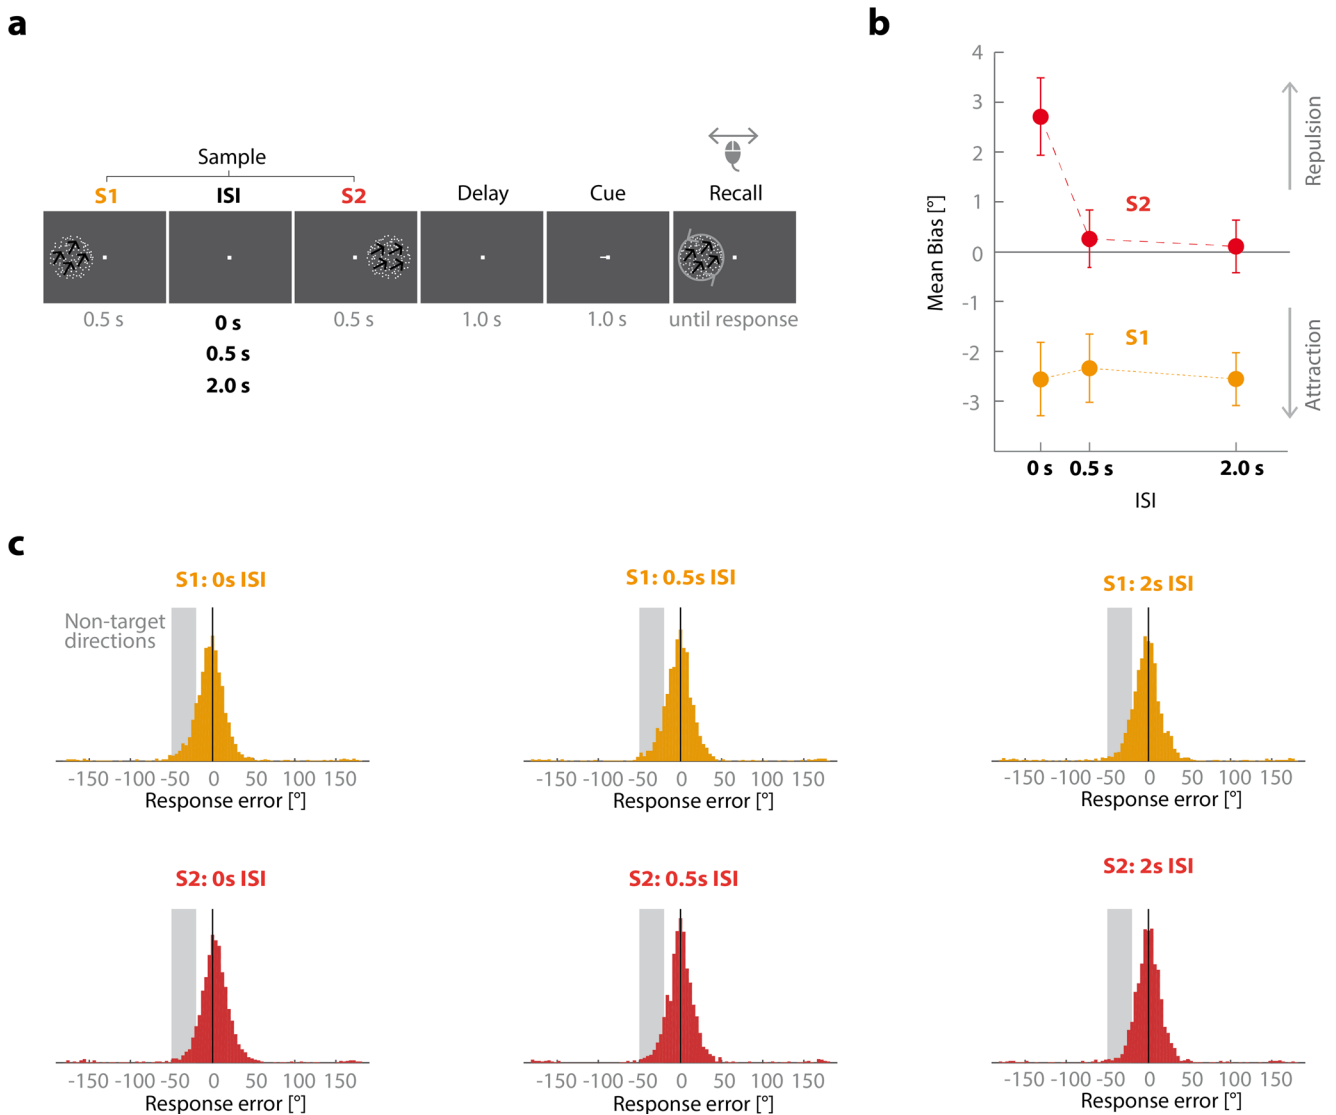 a
Sample
S1 ISI S2 Delay Cue Recall
0.5 s 0 s 0.5 s 1.0 s 1.0 s until response
0.5 s
2.0 s
b
4
3
2
1
0
-1
-2
-3
Mean Bias [°]
S2
S1
Repulsion
Attraction
0 s 0.5 s 2.0 s
ISI
c
S1: 0s ISI
Non-target
directions
-150 -100 -50 0 50 100 150
Response error [°]
S1: 0.5s ISI
-150 -100 -50 0 50 100 150
Response error [°]
S1: 2s ISI
-150 -100 -50 0 50 100 150
Response error [°]
S2: 0s ISI
-150 -100 -50 0 50 100 150
Response error [°]
S2: 0.5s ISI
-150 -100 -50 0 50 100 150
Response error [°]
S2: 2s ISI
-150 -100 -50 0 50 100 150
Response error [°]